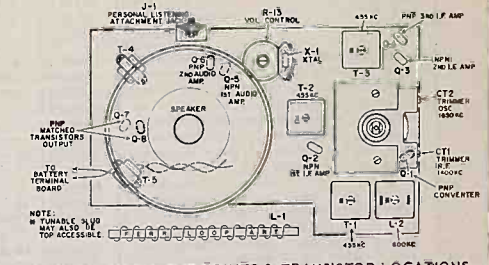 J-1
PERSONAL LISTENING
ATTACHMENT JACK
R-13
VOL. CONTROL
455KC
PNP 3RD I.F. AMP
T-4
Q-6
PNP
2ND AUDIO
AMP.
Q-5
NPN
1ST AUDIO
AMP.
X-1
XTAL
T-3
Q-3
NPN
2ND I.F. AMP
T-2
455KC
SPEAKER
CT2
TRIMMER
OSC
1630KC
PNP
MATCHED
TRANSISTORS
OUTPUT
Q-7
Q-8
Q-2
NPN
1ST I.F. AMP
CT1
TRIMMER
R.F.
1400KC
Q-1
PNP
CONVERTER
TO
BATTERY
TERMINAL
BOARD
T-5
NOTE:
TUNABLE SLUG
MAY ALSO BE
TOP ACCESSIBLE.
L-1
FERR. LOOP ANT.
T-1
455KC
L-2
600KC
& TRANSISTOR LOCATIONS